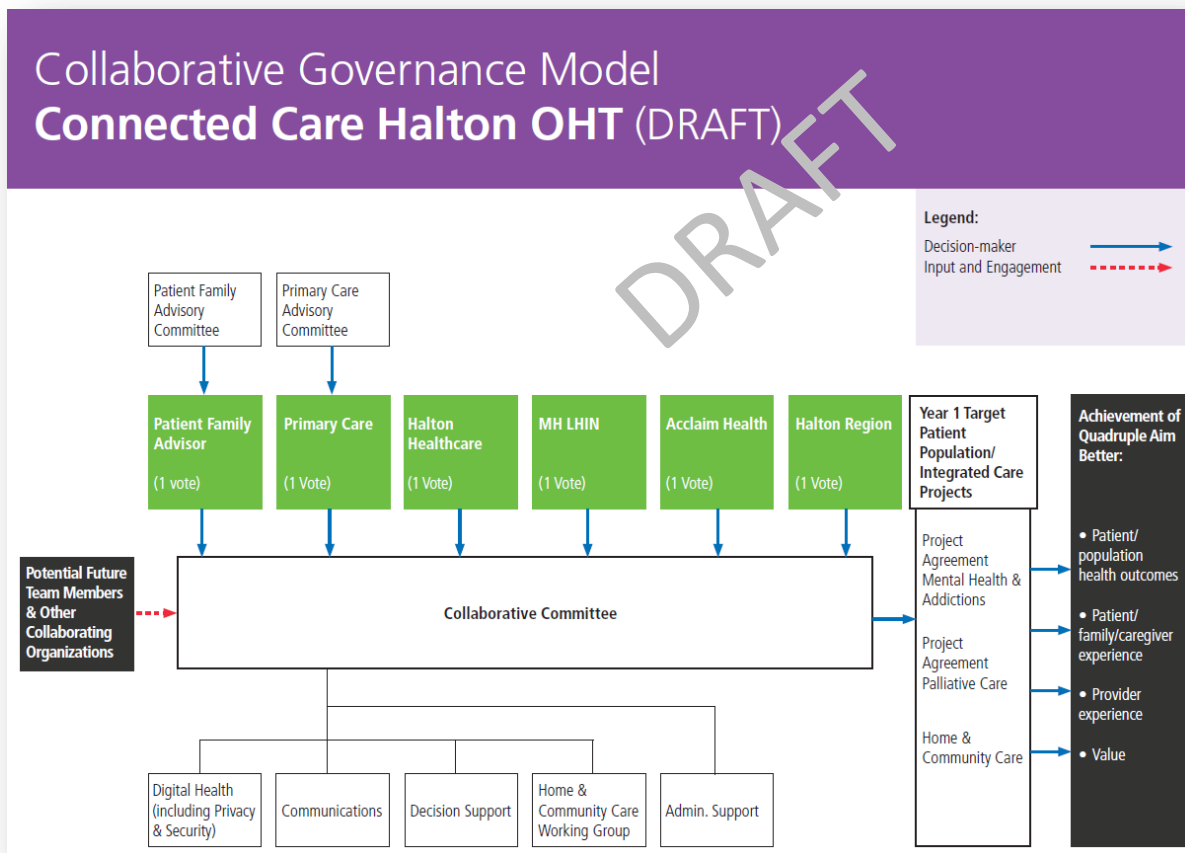 Collaborative Governance Model
Connected Care Halton OHT (DRAFT)
DRAFT
Legend:
Decision-maker
Input and Engagement
Patient Family
Advisory
Committee
Primary Care
Advisory
Committee
Patient Family
Advisor
(1 vote)
Primary Care
(1 Vote)
Halton
Healthcare
(1 Vote)
MH LHIN
(1 Vote)
Acclaim Health
(1 Vote)
Halton Region
(1 Vote)
Year 1 Target
Patient
Population/
Integrated Care
Projects
Achievement of
Quadruple Aim
Better:
Potential Future
Team Members
& Other
Collaborating
Organizations
Collaborative Committee
Project
Agreement
Mental Health &
Addictions
Project
Agreement
Palliative Care
Home &
Community Care
• Patient/
population
health outcomes
• Patient/
family/caregiver
experience
• Provider
experience
• Value
Digital Health
(including Privacy
& Security)
Communications
Decision Support
Home &
Community Care
Working Group
Admin. Support